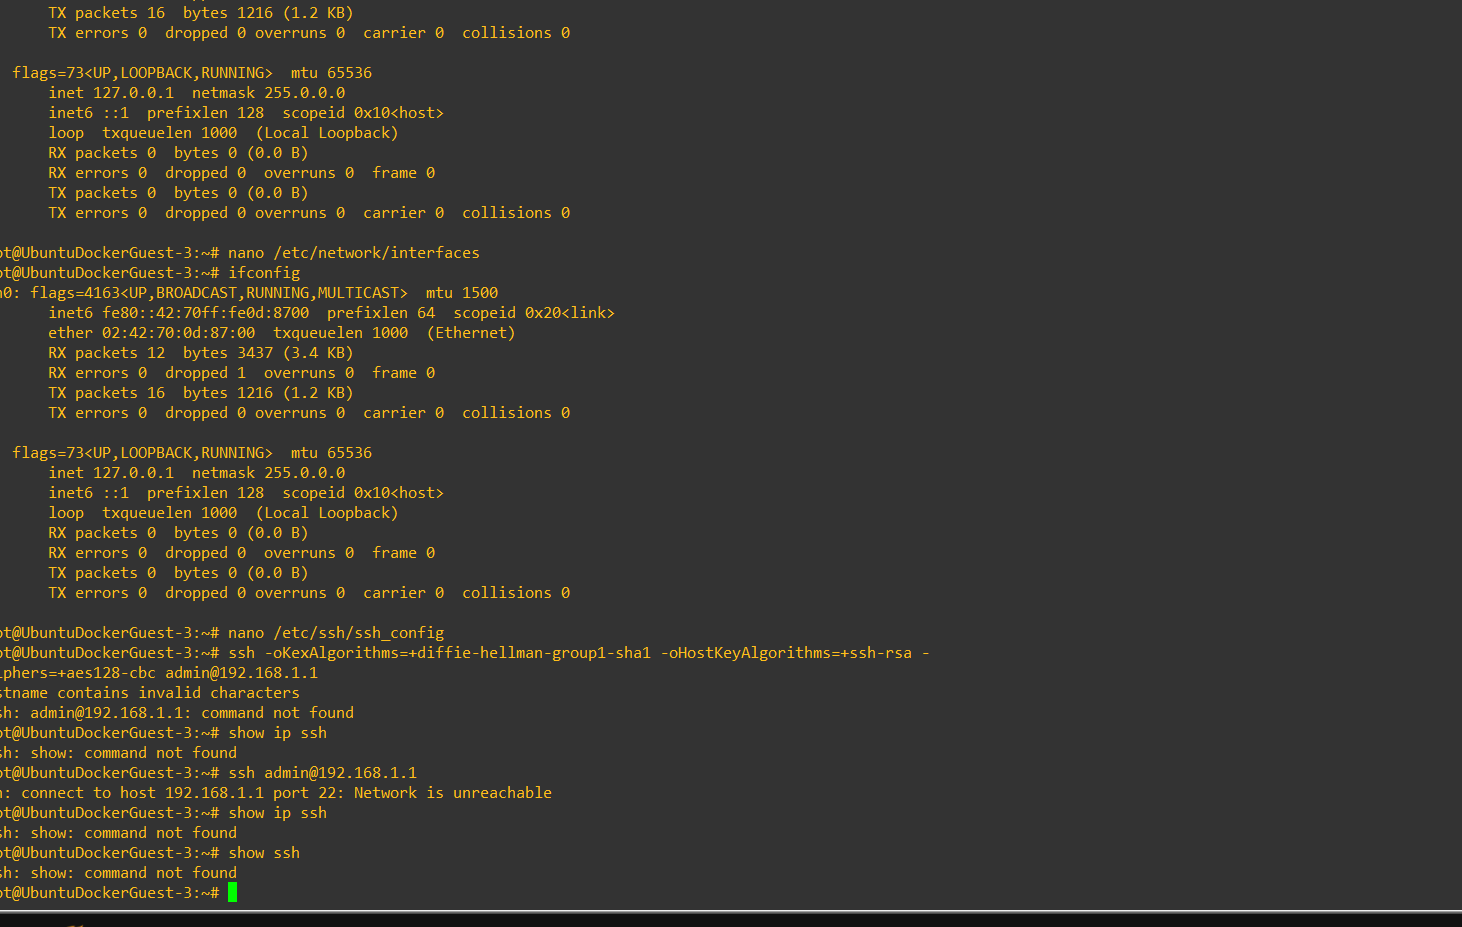 TX packets 16  bytes 1216 (1.2 KB)
TX errors 0  dropped 0 overruns 0  carrier 0  collisions 0
flags=73<UP,LOOPBACK,RUNNING>  mtu 65536
inet 127.0.0.1  netmask 255.0.0.0
inet6 ::1  prefixlen 128  scopeid 0x10<host>
loop  txqueuelen 1000  (Local Loopback)
RX packets 0  bytes 0 (0.0 B)
RX errors 0  dropped 0  overruns 0  frame 0
TX packets 0  bytes 0 (0.0 B)
TX errors 0  dropped 0 overruns 0  carrier 0  collisions 0
ot@UbuntuDockerGuest-3:~# nano /etc/network/interfaces
ot@UbuntuDockerGuest-3:~# ifconfig
h0: flags=4163<UP,BROADCAST,RUNNING,MULTICAST>  mtu 1500
inet6 fe80::42:70ff:fe0d:8700  prefixlen 64  scopeid 0x20<link>
ether 02:42:70:0d:87:00  txqueuelen 1000  (Ethernet)
RX packets 12  bytes 3437 (3.4 KB)
RX errors 0  dropped 1  overruns 0  frame 0
TX packets 16  bytes 1216 (1.2 KB)
TX errors 0  dropped 0 overruns 0  carrier 0  collisions 0
flags=73<UP,LOOPBACK,RUNNING>  mtu 65536
inet 127.0.0.1  netmask 255.0.0.0
inet6 ::1  prefixlen 128  scopeid 0x10<host>
loop  txqueuelen 1000  (Local Loopback)
RX packets 0  bytes 0 (0.0 B)
RX errors 0  dropped 0  overruns 0  frame 0
TX packets 0  bytes 0 (0.0 B)
TX errors 0  dropped 0 overruns 0  carrier 0  collisions 0
ot@UbuntuDockerGuest-3:~# nano /etc/ssh/ssh_config
ot@UbuntuDockerGuest-3:~# ssh -oKexAlgorithms=+diffie-hellman-group1-sha1 -oHostKeyAlgorithms=+ssh-rsa -
iphers=+aes128-cbc admin@192.168.1.1
stname contains invalid characters
sh: admin@192.168.1.1: command not found
ot@UbuntuDockerGuest-3:~# show ip ssh
sh: show: command not found
ot@UbuntuDockerGuest-3:~# ssh admin@192.168.1.1
h: connect to host 192.168.1.1 port 22: Network is unreachable
ot@UbuntuDockerGuest-3:~# show ip ssh
sh: show: command not found
ot@UbuntuDockerGuest-3:~# show ssh
sh: show: command not found
ot@UbuntuDockerGuest-3:~#